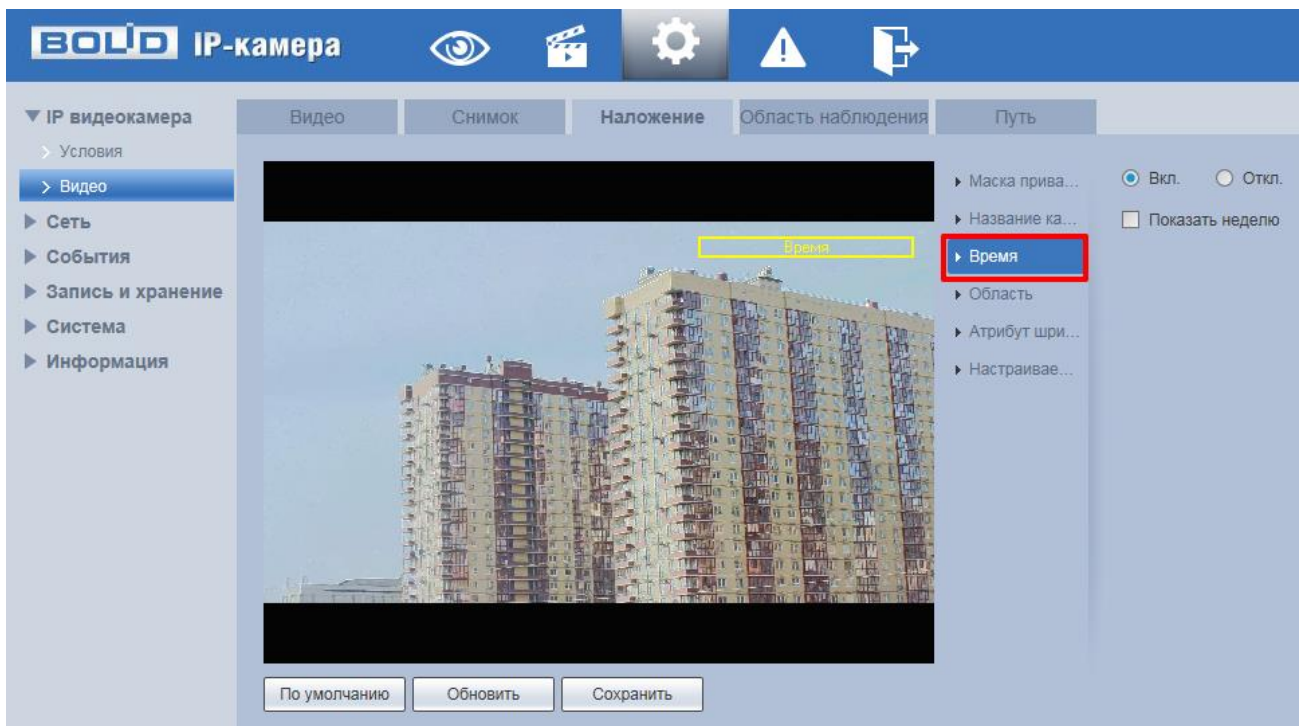 BOLID IP-камера
IP видеокамера
Условия
Видео
Сеть
События
Запись и хранение
Система
Информация
Видео Снимок Наложение Область наблюдения Путь
Время
Маска прива...
Название ка...
Время
Область
Атрибут шри...
Настраивае...
Вкл. Откл.
Показать неделю
По умолчанию Обновить Сохранить